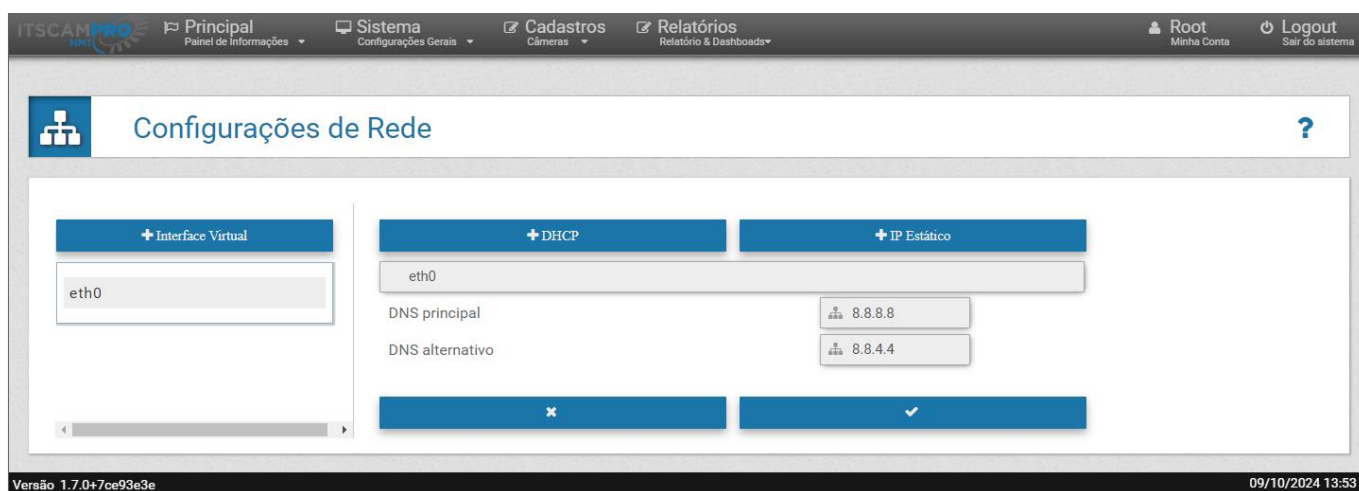 ITSCAMPRO
NM1
Principal
Painel de Informações
Sistema
Configurações Gerais
Cadastros
Câmeras
Relatórios
Relatório & Dashboads
Root
Minha Conta
Logout
Sair do sistema
Configurações de Rede
?
Interface Virtual
eth0
DHCP
IP Estático
eth0
DNS principal
8.8.8.8
DNS alternativo
8.8.4.4
Versão 1.7.0+7ce93e3e
09/10/2024 13:53